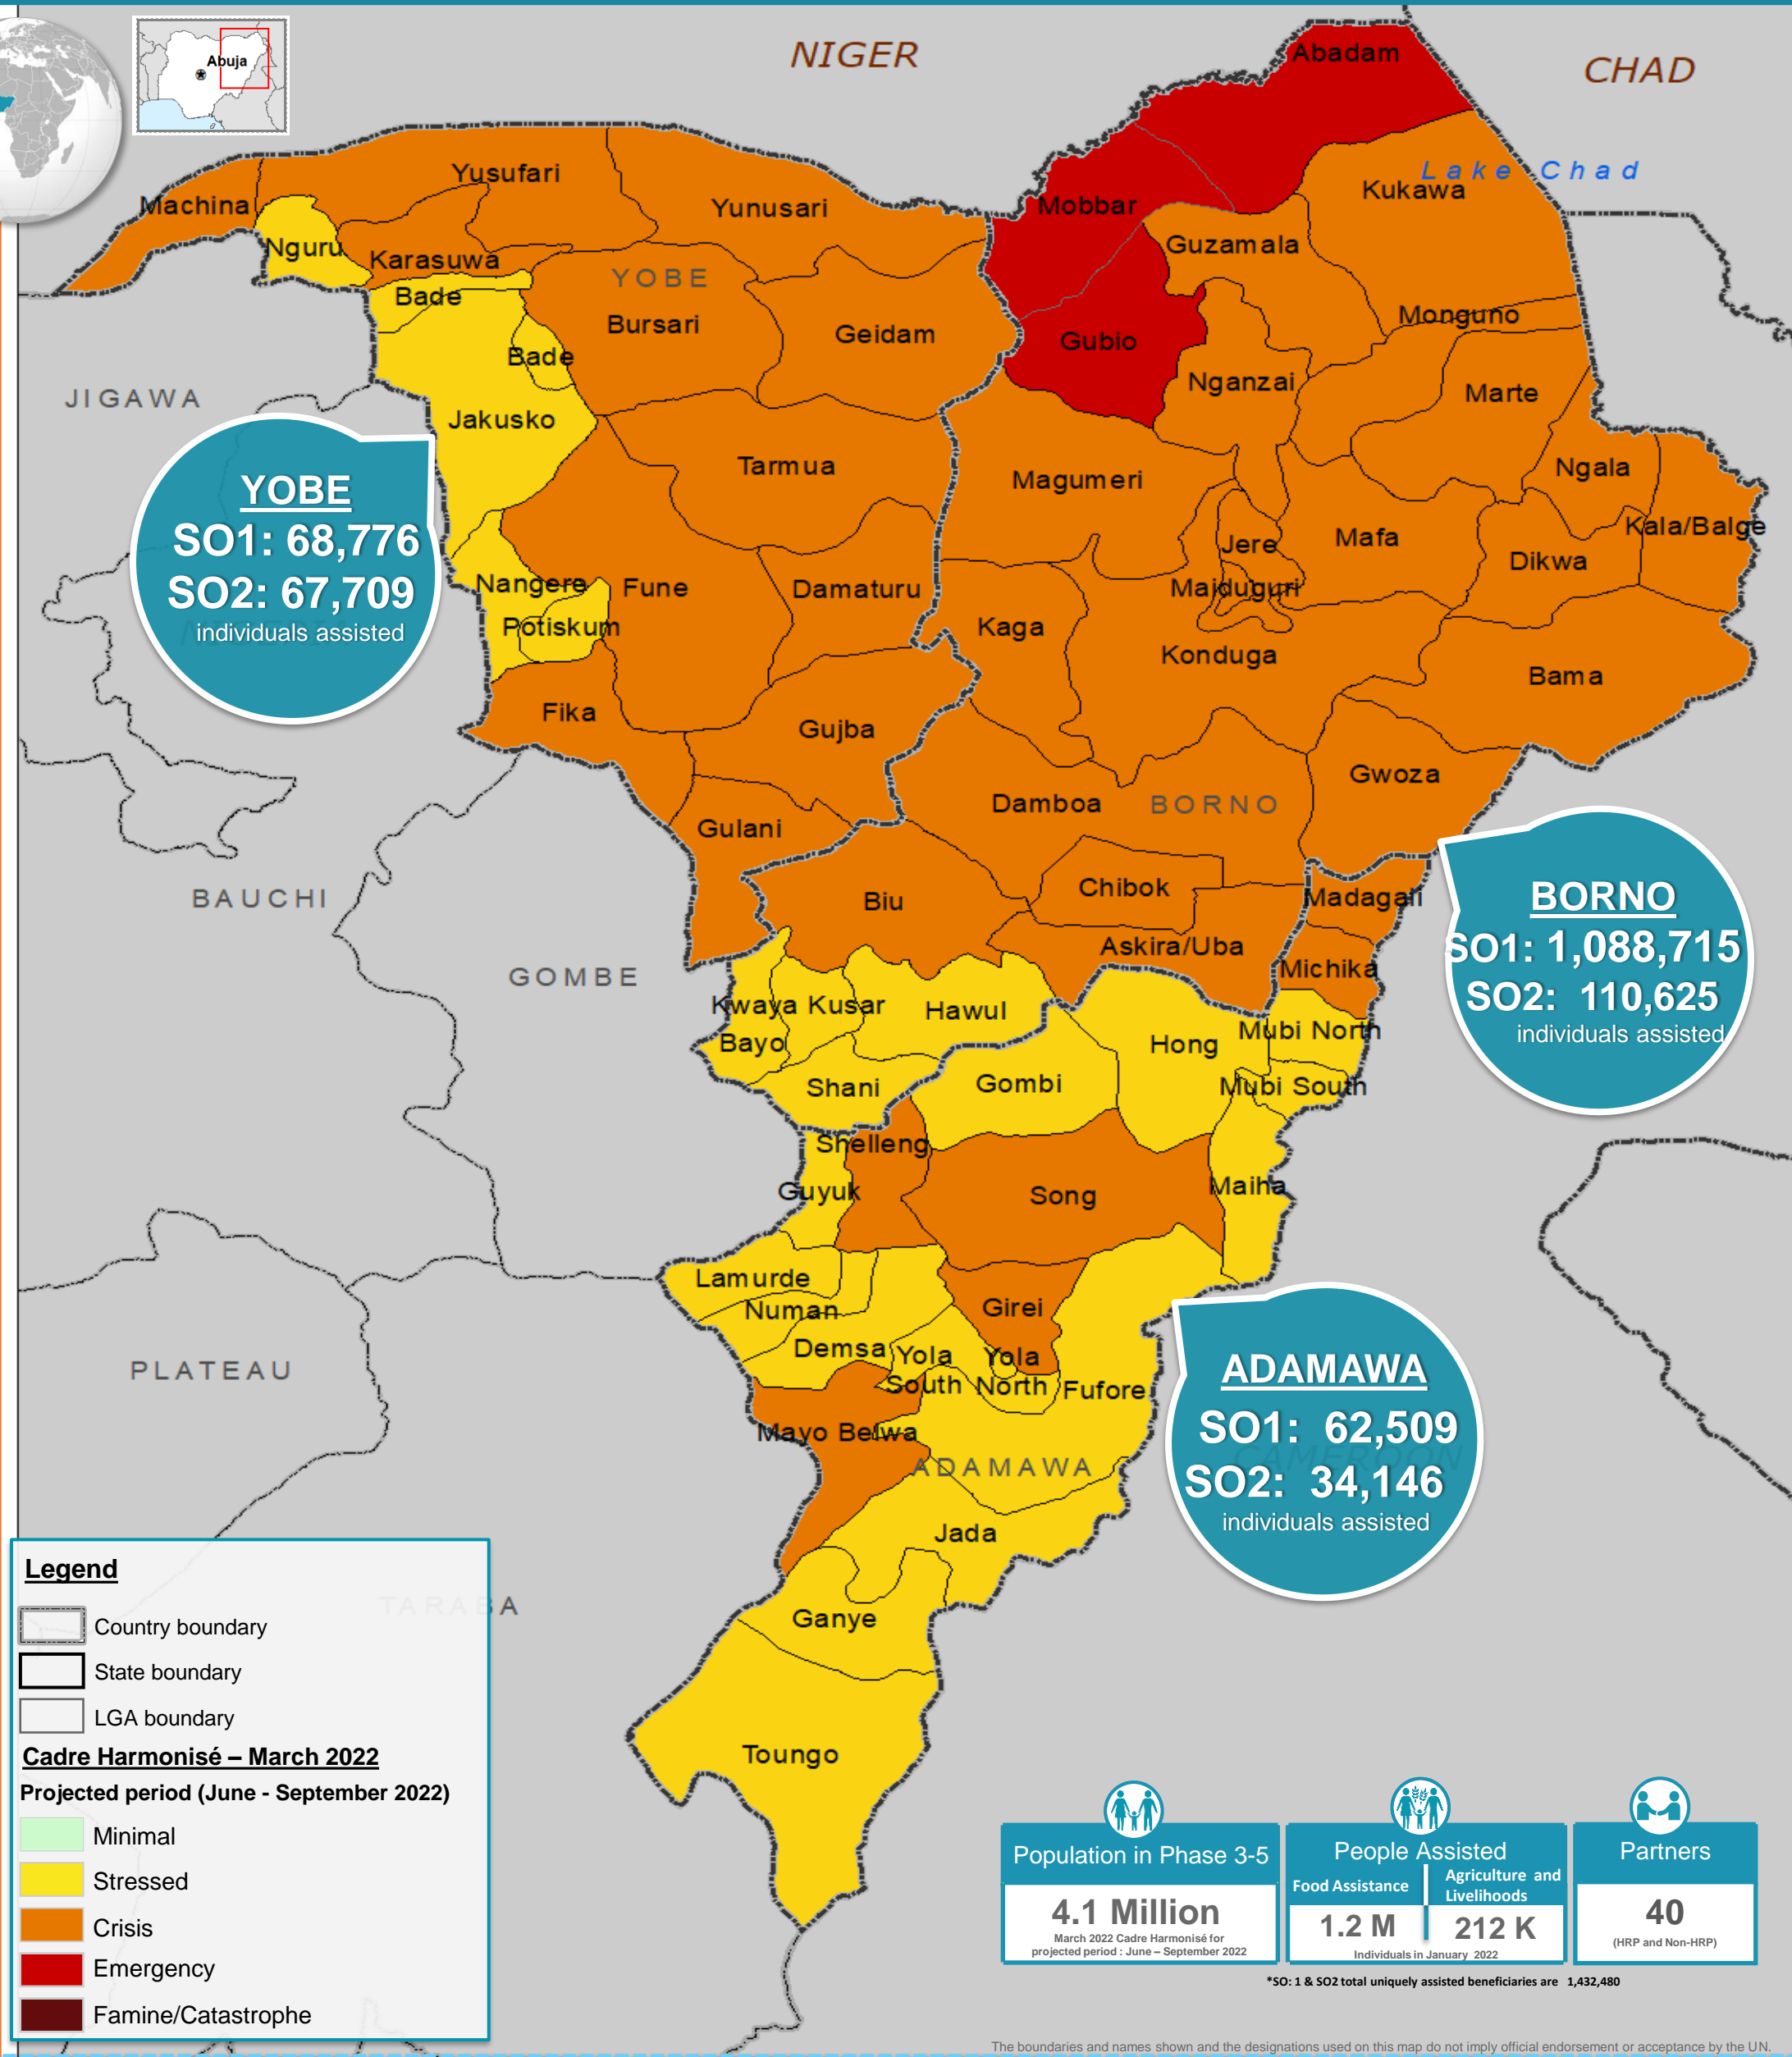 NIGER
CHAD
Abuja
Abadam
Lake Chad
Kukawa
Yusufari
Machina
Yunusari
Mobbar
Nguru
Karasuwa
Guzamala
YOBE
Bade
Bursari
Geidam
Monguno
Gubio
Bade
Nganzai
Marte
JIGAWA
Jakusko
Tarmua
Magumeri
Ngala
Kala/Balge
Jere
Mafa
Dikwa
Nangere
Fune
Damaturu
Maiduguri
Potiskum
Kaga
Konduga
Bama
Fika
Gujba
Gwoza
Damboa
BORNO
Gulani
Chibok
Madagali
BAUCHI
Biu
Askira/Uba
Michika
GOMBE
Kwaya Kusar
Hawul
Mubi North
Bayo
Hong
Shani
Gombi
Mubi South
Shelleng
Guyuk
Song
Maiha
Lamurde
Numan
Girei
Demsa
Yola
South
Yola
North
Fufore
PLATEAU
Mayo Belwa
ADAMAWA
Jada
TARABA
Ganye
Toungo
YOBE
SO1: 68,776
SO2: 67,709
individuals assisted
BORNO
SO1: 1,088,715
SO2: 110,625
individuals assisted
ADAMAWA
SO1: 62,509
CAMEROON
SO2: 34,146
individuals assisted
Legend
Country boundary
State boundary
LGA boundary
Cadre Harmonisé – March 2022
Projected period (June - September 2022)
Minimal
Stressed
Crisis
Emergency
Famine/Catastrophe
Population in Phase 3-5
4.1 Million
March 2022 Cadre Harmonisé for
projected period : June – September 2022
People Assisted
Food Assistance
Agriculture and
Livelihoods
1.2 M
212 K
Individuals in January 2022
Partners
40
(HRP and Non-HRP)
*SO: 1 & SO2 total uniquely assisted beneficiaries are 1,432,480
The boundaries and names shown and the designations used on this map do not imply official endorsement or acceptance by the UN.